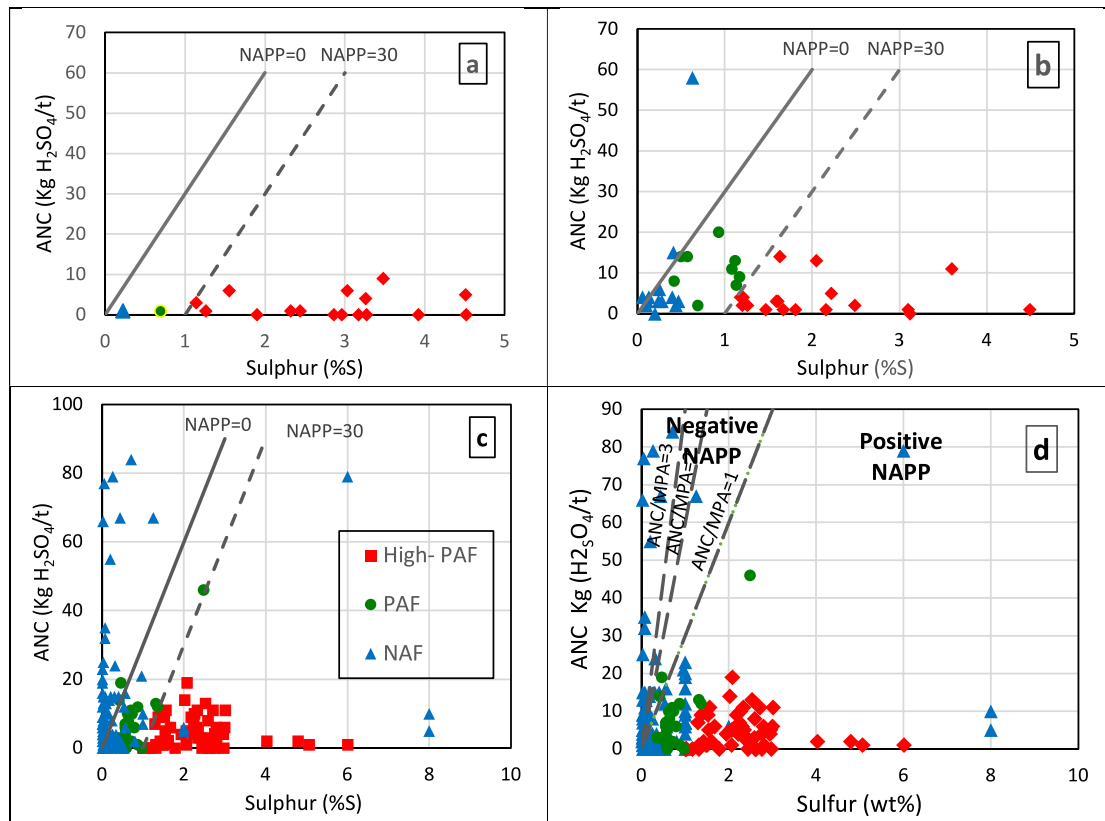 70
60
50
40
30
20
10
0
ANC (Kg H₂SO₄/t)
NAPP=0 NAPP=30
a
0 1 2 3 4 5
Sulphur (%S)
70
60
50
40
30
20
10
0
ANC (Kg H₂SO₄/t)
NAPP=0 NAPP=30
b
0 1 2 3 4 5
Sulphur (%S)
100
80
60
40
20
0
ANC (Kg H₂SO₄/t)
NAPP=0
NAPP=30
c
High- PAF
PAF
NAF
0 2 4 6 8 10
Sulphur (%S)
90
80
70
60
50
40
30
20
10
0
ANC Kg (H2ₛO₄/t)
Negative
NAPP
Positive
NAPP
d
ANC/MPA=3
ANC/MPA=
ANC/MPA=1
0 2 4 6 8 10
Sulfur (wt%)